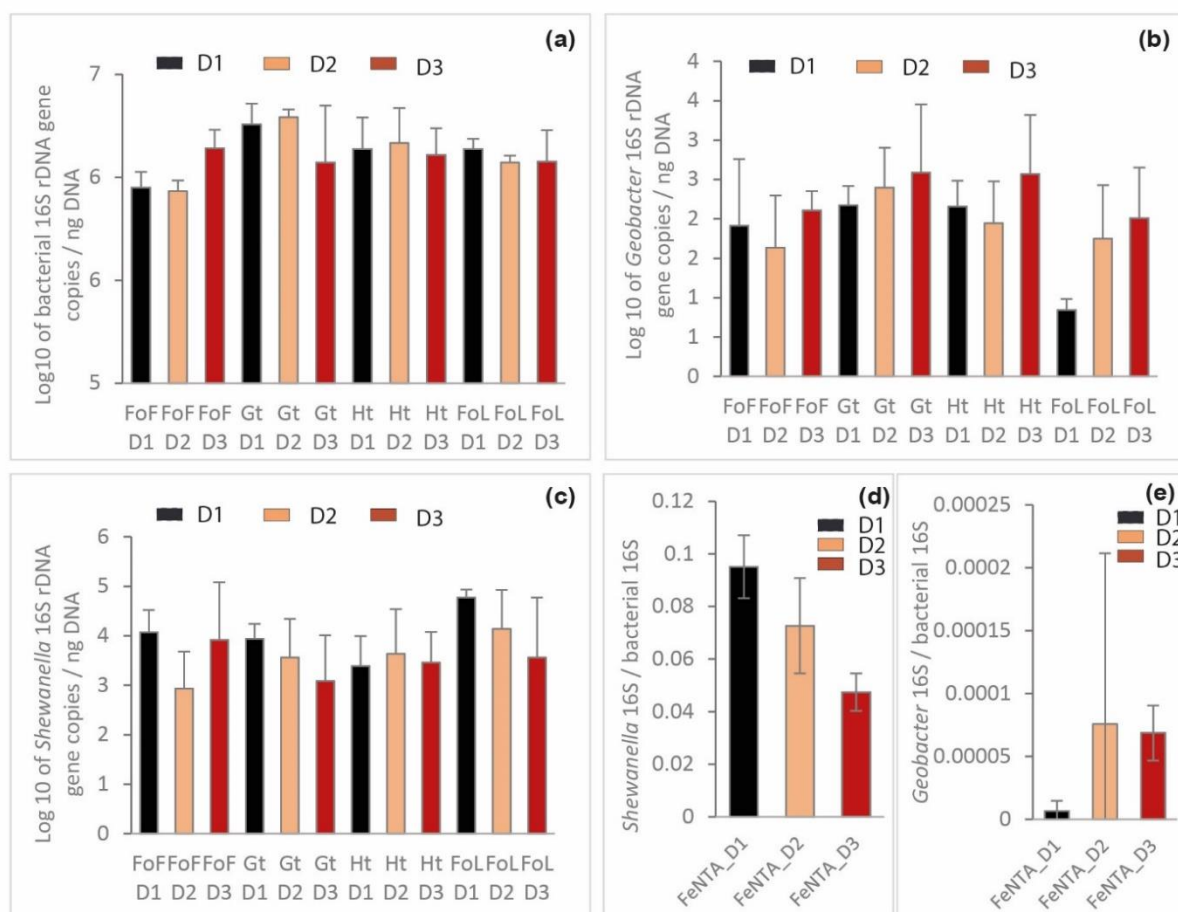 (a)
D1 D2 D3
Log10 of bacterial 16S rDNA gene
copies / ng DNA
7
6
6
5
FoF FoF FoF Gt Gt Gt Ht Ht Ht FoL FoL FoL
D1 D2 D3 D1 D2 D3 D1 D2 D3 D1 D2 D3
(b)
D1 D2 D3
Log 10 of Geobacter 16S rDNA
gene copies / ng DNA
4
4
3
3
2
2
1
1
0
FoF FoF FoF Gt Gt Gt Ht Ht Ht FoL FoL FoL
D1 D2 D3 D1 D2 D3 D1 D2 D3 D1 D2 D3
(c)
D1 D2 D3
Log 10 of Shewanella 16S rDNA
gene copies / ng DNA
6
5
4
3
2
1
0
FoF FoF FoF Gt Gt Gt Ht Ht Ht FoL FoL FoL
D1 D2 D3 D1 D2 D3 D1 D2 D3 D1 D2 D3
(d)
D1
D2
D3
Shewanella 16S / bacterial 16S
0.12
0.1
0.08
0.06
0.04
0.02
0
FeNTA_D1
FeNTA_D2
FeNTA_D3
(e)
D1
D2
D3
Geobacter 16S / bacterial 16S
0.00025
0.0002
0.00015
0.0001
0.00005
0
FeNTA_D1
FeNTA_D2
FeNTA_D3